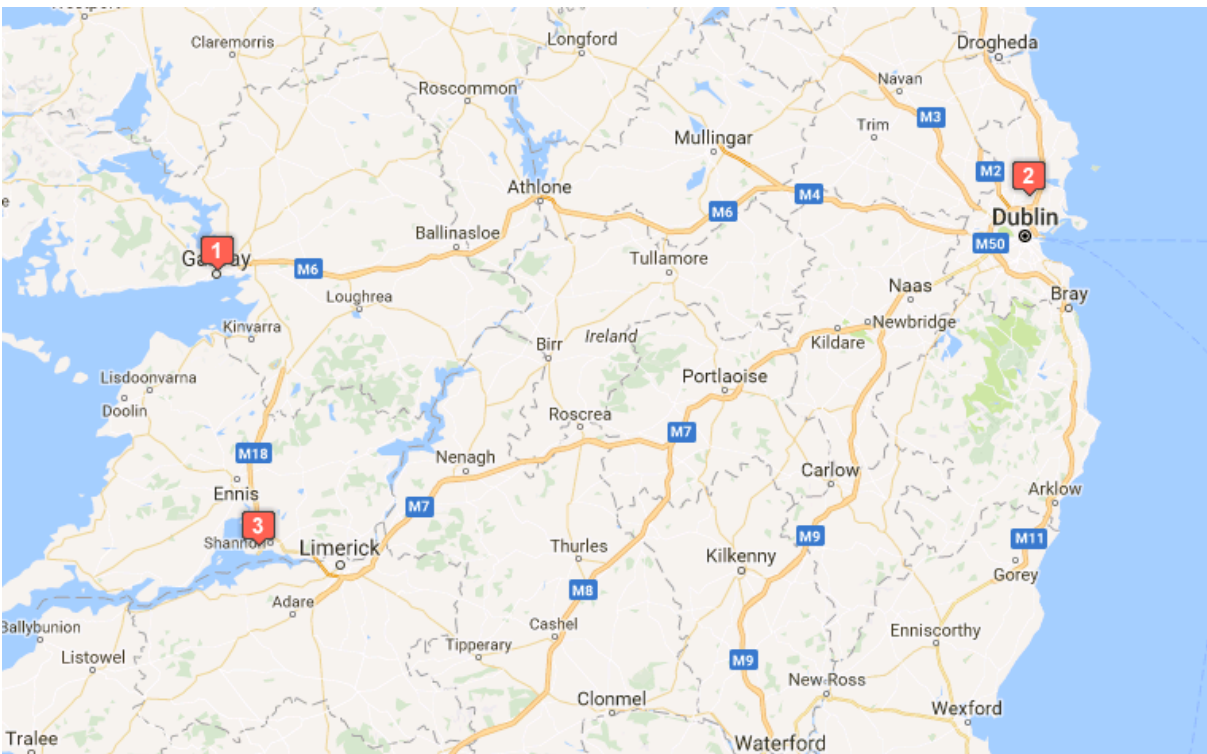 Claremorris
Longford
Drogheda
Navan
Roscommon
M3
Trim
Mullingar
M2
2
Athlone
M4
M6
Dublin
Ballinasloe
M50
1
Galway
M6
Tullamore
Loughrea
Naas
Bray
Kinvarra
Newbridge
Ireland
Kildare
Birr
Lisdoonvarna
Portlaoise
Doolin
Roscrea
M7
M18
Nenagh
Carlow
Ennis
Arklow
M7
3
Shannon
Limerick
Thurles
M9
M11
Kilkenny
Gorey
M8
Adare
Cashel
Ballybunion
Enniscorthy
Tipperary
Listowel
M9
New Ross
Clonmel
Wexford
Tralee
Waterford